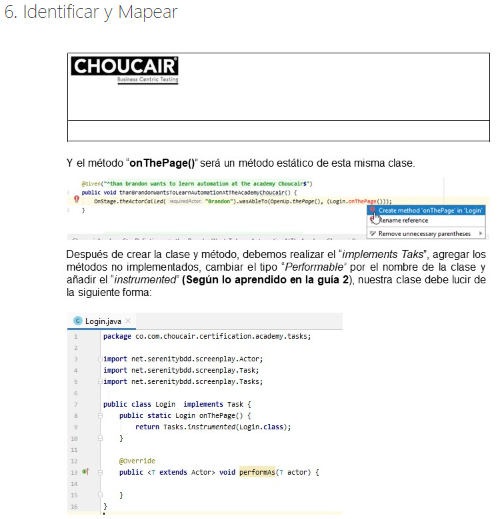 6. Identificar y Mapear
CHOUCAIR
Business Centric Testing
Y el método "onThePage()" será un método estático de esta misma clase.
@Given("^than brandon wants to learn automation at the academy Choucair$")
public void thanBrandonWantsToLearnAutomationAtTheAcademyChoucair() {
OnStage.theActorCalled( requiredActor: "Brandon").wasAbleTo(OpenUp.thePage(), (Login.onThePage()));
}
Create method 'onThePage' in 'Login'
Rename reference
Remove unnecessary parentheses
Después de crear la clase y método, debemos realizar el "implements Taks", agregar los
métodos no implementados, cambiar el tipo "Performable" por el nombre de la clase y
añadir el "instrumented" (Según lo aprendido en la guía 2), nuestra clase debe lucir de
la siguiente forma:
Login.java
1 package co.com.choucair.certification.academy.tasks;
2
3 import net.serenitybdd.screenplay.Actor;
4 import net.serenitybdd.screenplay.Task;
5 import net.serenitybdd.screenplay.Tasks;
6
7 public class Login implements Task {
8 public static Login onThePage() {
9 return Tasks.instrumented(Login.class);
10 }
11
12 @Override
13 public <T extends Actor> void performAs(T actor) {
14
15 }
16 }